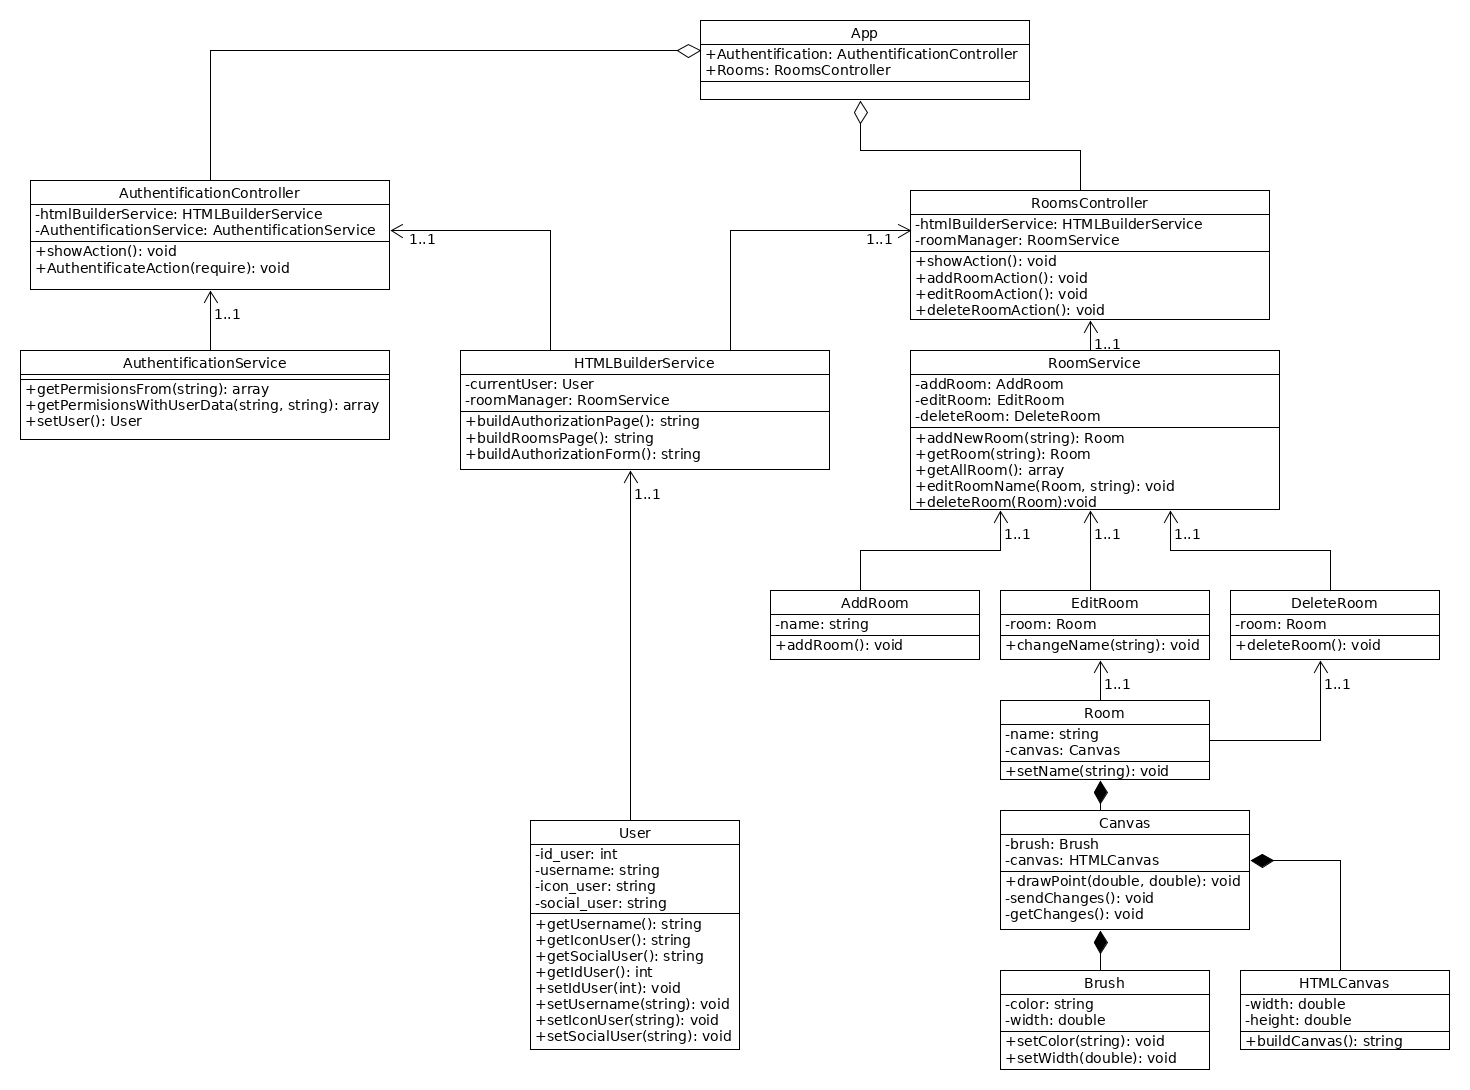 App
+Authentification: AuthentificationController
+Rooms: RoomsController
AuthentificationController
-htmlBuilderService: HTMLBuilderService
-AuthentificationService: AuthentificationService
+showAction(): void
+AuthentificateAction(require): void
1..1
1..1
RoomsController
-htmlBuilderService: HTMLBuilderService
-roomManager: RoomService
+showAction(): void
+addRoomAction(): void
+editRoomAction(): void
+deleteRoomAction(): void
1..1
1..1
AuthentificationService
+getPermisionsFrom(string): array
+getPermisionsWithUserData(string, string): array
+setUser(): User
HTMLBuilderService
-currentUser: User
-roomManager: RoomService
+buildAuthorizationPage(): string
+buildRoomsPage(): string
+buildAuthorizationForm(): string
1..1
RoomService
-addRoom: AddRoom
-editRoom: EditRoom
-deleteRoom: DeleteRoom
+addNewRoom(string): Room
+getRoom(string): Room
+getAllRoom(): array
+editRoomName(Room, string): void
+deleteRoom(Room):void
1..1
1..1
1..1
AddRoom
-name: string
+addRoom(): void
EditRoom
-room: Room
+changeName(string): void
1..1
DeleteRoom
-room: Room
+deleteRoom(): void
1..1
Room
-name: string
-canvas: Canvas
+setName(string): void
User
-id_user: int
-username: string
-icon_user: string
-social_user: string
+getUsername(): string
+getIconUser(): string
+getSocialUser(): string
+getIdUser(): int
+setIdUser(int): void
+setUsername(string): void
+setIconUser(string): void
+setSocialUser(string): void
Canvas
-brush: Brush
-canvas: HTMLCanvas
+drawPoint(double, double): void
-sendChanges(): void
-getChanges(): void
Brush
-color: string
-width: double
+setColor(string): void
+setWidth(double): void
HTMLCanvas
-width: double
-height: double
+buildCanvas(): string